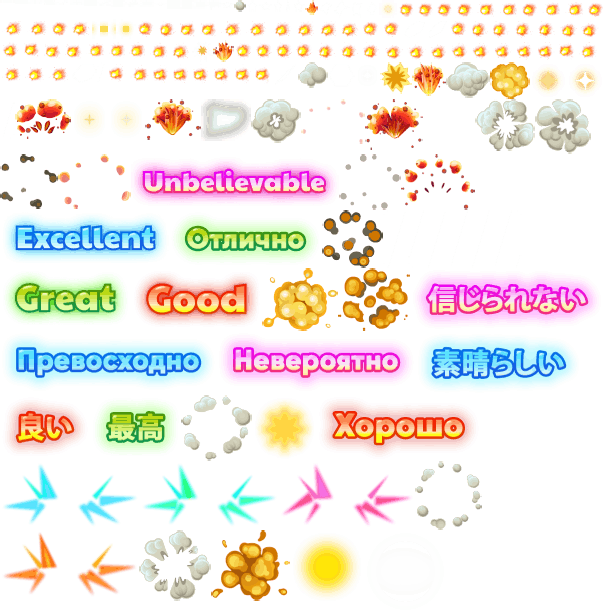 Unbelievable
Excellent Отлично
Great Good 信じられない
Превосходно Невероятно 素晴らしい
良い 最高 Хорошо